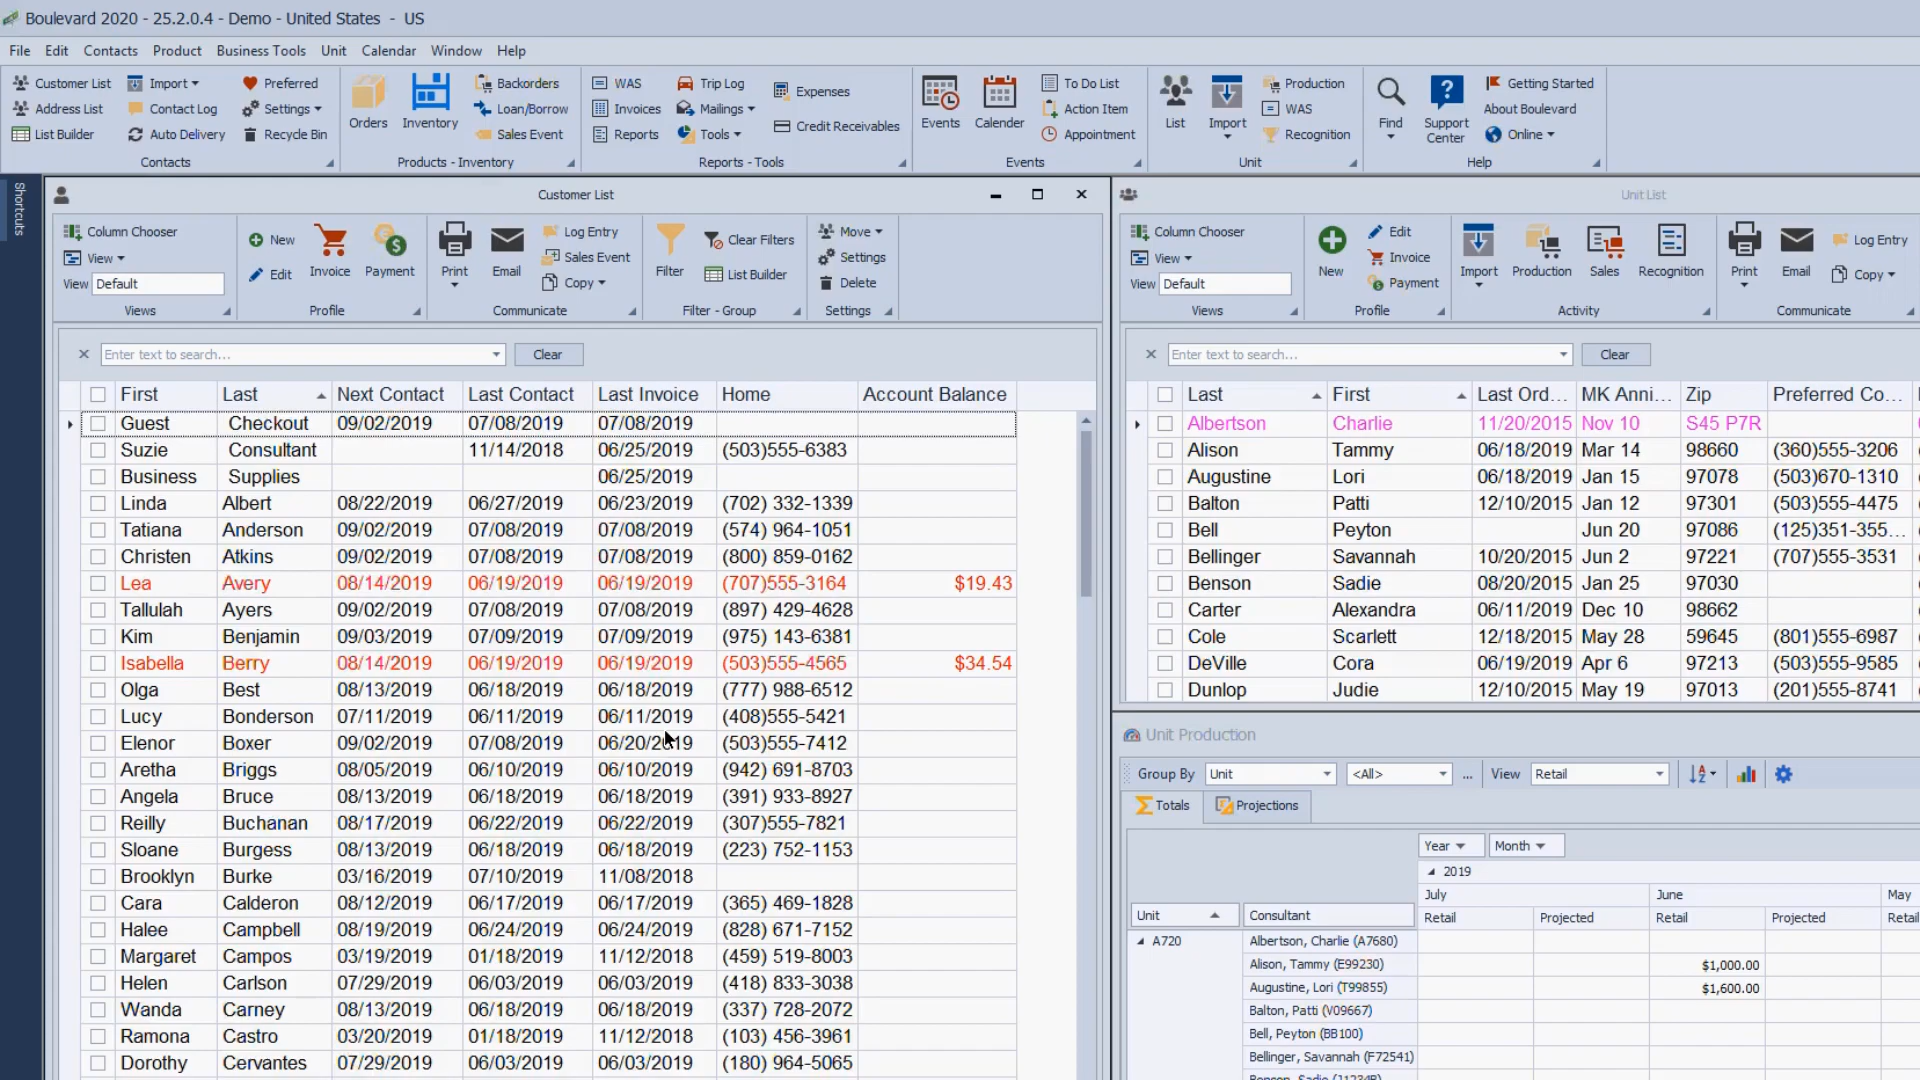 Boulevard 2020 - 25.2.0.4 - Demo - United States - US
File Edit Contacts Product Business Tools Unit Calendar Window Help
Customer List Import Preferred
Address List Contact Log Settings
List Builder Auto Delivery Recycle Bin
Contacts
Orders Inventory Backorders
Loan/Borrow
Sales Event
Products - Inventory
WAS Trip Log Expenses
Invoices Mailings
Reports Tools Credit Receivables
Reports - Tools
Events Calender To Do List
Action Item
Appointment
Events
List Import Production
WAS
Recognition
Unit
Find Support Center Getting Started
About Boulevard
Online
Help
Shortcuts
Customer List
Column Chooser
View
View Default
Views
New
Edit
Invoice Payment
Profile
Print Email Log Entry
Sales Event
Copy
Communicate
Filter Clear Filters
List Builder
Filter - Group
Move
Settings
Delete
Settings
Enter text to search... Clear
First Last Next Contact Last Contact Last Invoice Home Account Balance
Guest Checkout 09/02/2019 07/08/2019 07/08/2019
Suzie Consultant 11/14/2018 06/25/2019 (503)555-6383
Business Supplies 06/25/2019
Linda Albert 08/22/2019 06/27/2019 06/23/2019 (702) 332-1339
Tatiana Anderson 09/02/2019 07/08/2019 07/08/2019 (574) 964-1051
Christen Atkins 09/02/2019 07/08/2019 07/08/2019 (800) 859-0162
Lea Avery 08/14/2019 06/19/2019 06/19/2019 (707)555-3164 $19.43
Tallulah Ayers 09/02/2019 07/08/2019 07/08/2019 (897) 429-4628
Kim Benjamin 09/03/2019 07/09/2019 07/09/2019 (975) 143-6381
Isabella Berry 08/14/2019 06/19/2019 06/19/2019 (503)555-4565 $34.54
Olga Best 08/13/2019 06/18/2019 06/18/2019 (777) 988-6512
Lucy Bonderson 07/11/2019 06/11/2019 06/11/2019 (408)555-5421
Elenor Boxer 09/02/2019 07/08/2019 06/20/2019 (503)555-7412
Aretha Briggs 08/05/2019 06/10/2019 06/10/2019 (942) 691-8703
Angela Bruce 08/13/2019 06/18/2019 06/18/2019 (391) 933-8927
Reilly Buchanan 08/17/2019 06/22/2019 06/22/2019 (307)555-7821
Sloane Burgess 08/13/2019 06/18/2019 06/18/2019 (223) 752-1153
Brooklyn Burke 03/16/2019 07/10/2019 11/08/2018
Cara Calderon 08/12/2019 06/17/2019 06/17/2019 (365) 469-1828
Halee Campbell 08/19/2019 06/24/2019 06/24/2019 (828) 671-7152
Margaret Campos 03/19/2019 01/18/2019 11/12/2018 (459) 519-8003
Helen Carlson 07/29/2019 06/03/2019 06/03/2019 (418) 833-3038
Wanda Carney 08/13/2019 06/18/2019 06/18/2019 (337) 728-2072
Ramona Castro 03/20/2019 01/18/2019 11/12/2018 (103) 456-3961
Dorothy Cervantes 07/29/2019 06/03/2019 06/03/2019 (180) 964-5065
Unit List
Column Chooser
View
View Default
Views
New Edit
Invoice
Payment
Profile
Import Production Sales Recognition
Activity
Print Email Log Entry
Copy
Communicate
Enter text to search... Clear
Last First Last Ord... MK Anni... Zip Preferred Co...
Albertson Charlie 11/20/2015 Nov 10 S45 P7R
Alison Tammy 06/18/2019 Mar 14 98660 (360)555-3206
Augustine Lori 06/18/2019 Jan 15 97078 (503)670-1310
Balton Patti 12/10/2015 Jan 12 97301 (503)555-4475
Bell Peyton Jun 20 97086 (125)351-355...
Bellinger Savannah 10/20/2015 Jun 2 97221 (707)555-3531
Benson Sadie 08/20/2015 Jan 25 97030
Carter Alexandra 06/11/2019 Dec 10 98662
Cole Scarlett 12/18/2015 May 28 59645 (801)555-6987
DeVille Cora 06/19/2019 Apr 6 97213 (503)555-9585
Dunlop Judie 12/10/2015 May 19 97013 (201)555-8741
Unit Production
Group By Unit <All> ... View Retail
Totals Projections
Year Month
2019
July June May
Unit Consultant Retail Projected Retail Projected Retail
A720 Albertson, Charlie (A7680)
Alison, Tammy (E99230) $1,000.00
Augustine, Lori (T99855) $1,600.00
Balton, Patti (V09667)
Bell, Peyton (BB100)
Bellinger, Savannah (F72541)